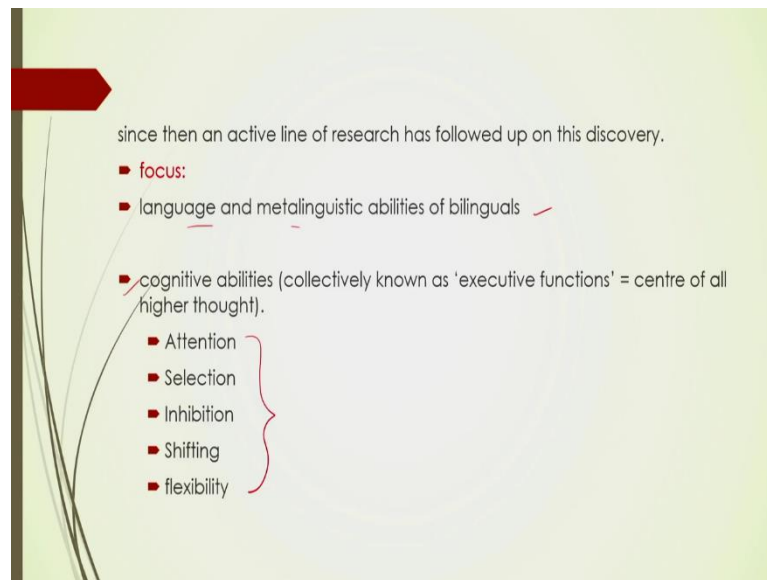 since then an active line of research has followed up on this discovery.
focus:
language and metalinguistic abilities of bilinguals
cognitive abilities (collectively known as ‘executive functions’ = centre of all
higher thought).
Attention
Selection
Inhibition
Shifting
flexibility